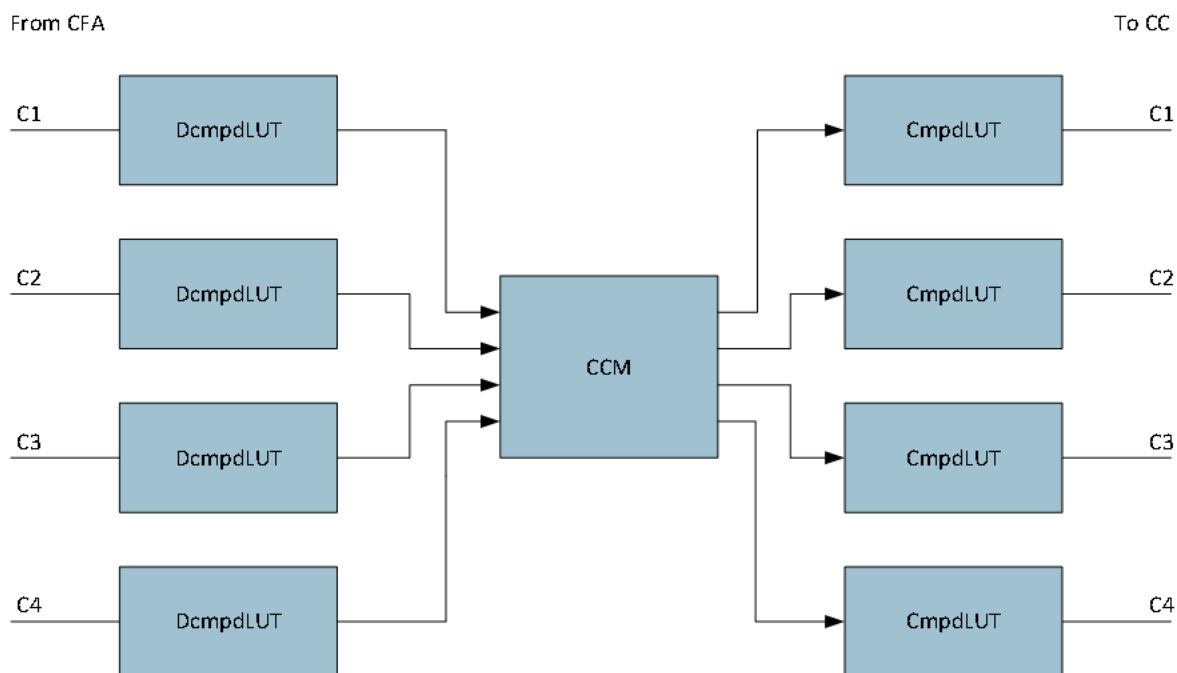 From CFA
To CC
C1
DcmpdLUT
CmpdLUT
C1
C2
DcmpdLUT
CmpdLUT
C2
CCM
C3
DcmpdLUT
CmpdLUT
C3
C4
DcmpdLUT
CmpdLUT
C4